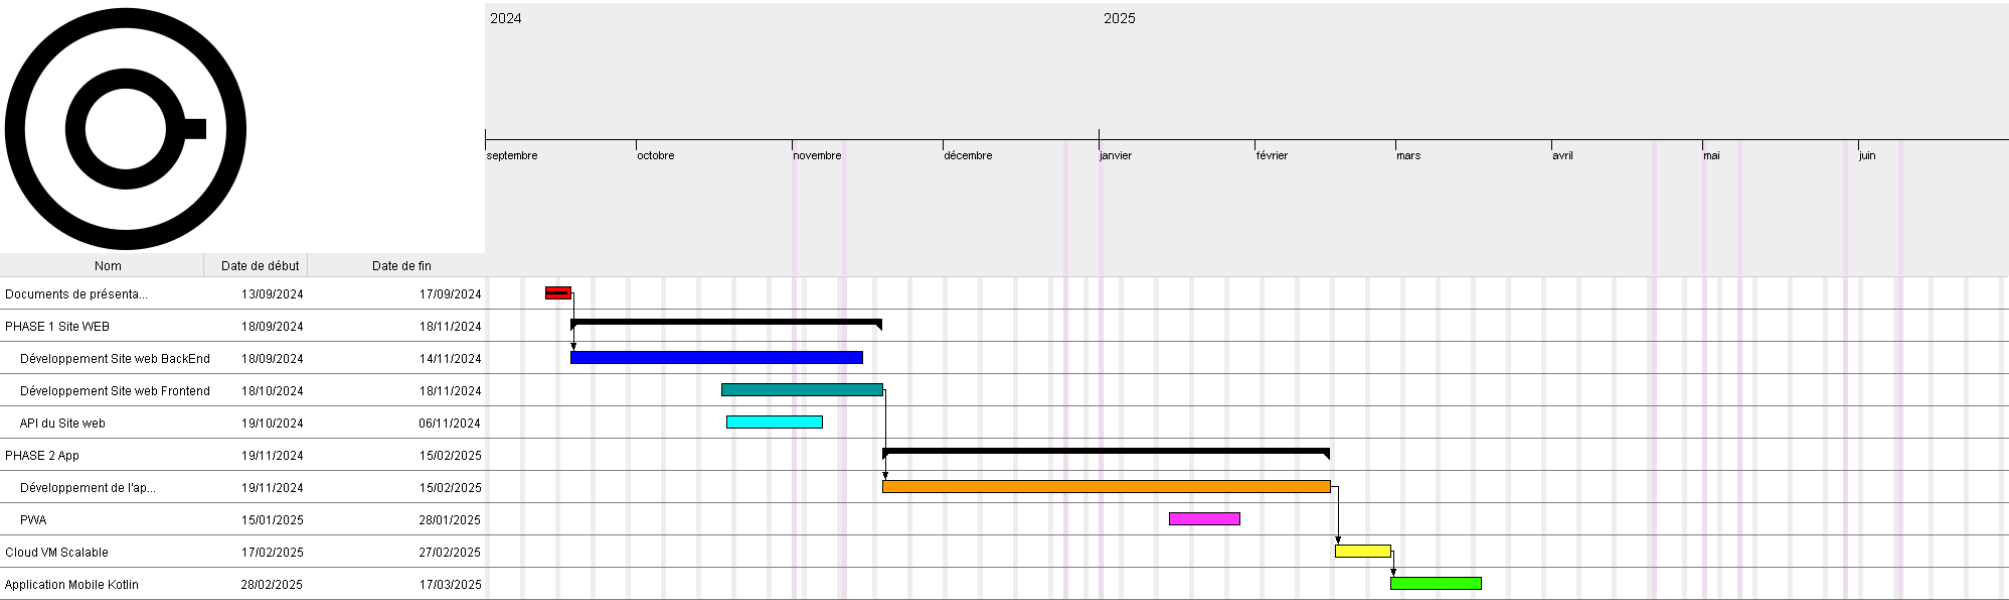 2024 2025
septembre octobre novembre décembre janvier février mars avril mai juin
Nom Date de début Date de fin
Documents de présenta... 13/09/2024 17/09/2024
PHASE 1 Site WEB 18/09/2024 18/11/2024
Développement Site web BackEnd 18/09/2024 14/11/2024
Développement Site web Frontend 18/10/2024 18/11/2024
API du Site web 19/10/2024 06/11/2024
PHASE 2 App 19/11/2024 15/02/2025
Développement de l'ap... 19/11/2024 15/02/2025
PWA 15/01/2025 28/01/2025
Cloud VM Scalable 17/02/2025 27/02/2025
Application Mobile Kotlin 28/02/2025 17/03/2025